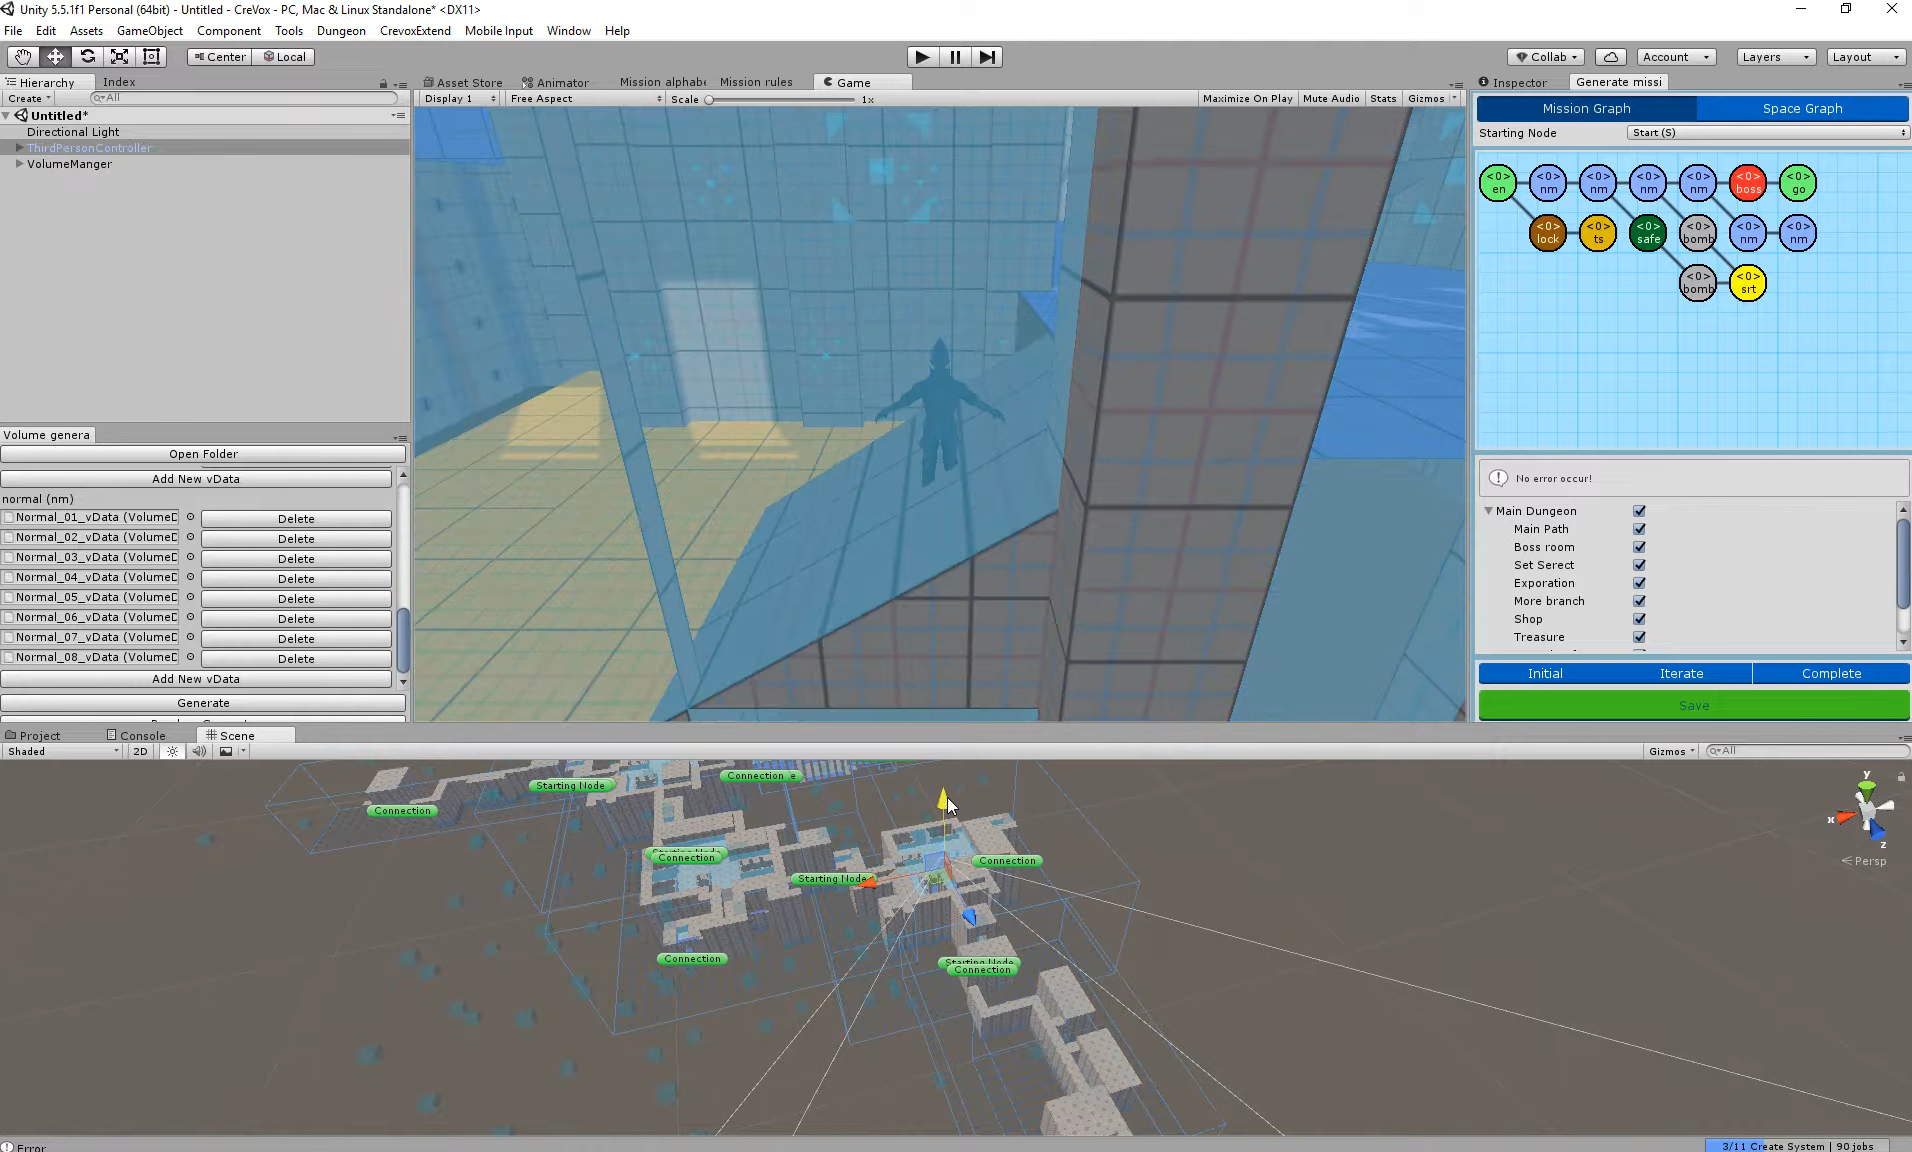 Unity 5.5.1f1 Personal (64bit) - Untitled - CreVox - PC, Mac & Linux Standalone* <DX11>
File Edit Assets GameObject Component Tools Dungeon CrevoxExtend Mobile Input Window Help
Center Local Collab Account Layers Layout
Hierarchy Index
Create All
Untitled*
Directional Light
ThirdPersonController
VolumeManger
Volume genera
Open Folder
Add New vData
normal (nm)
Normal_01_vData (VolumeD Delete
Normal_02_vData (VolumeD Delete
Normal_03_vData (VolumeD Delete
Normal_04_vData (VolumeD Delete
Normal_05_vData (VolumeD Delete
Normal_06_vData (VolumeD Delete
Normal_07_vData (VolumeD Delete
Normal_08_vData (VolumeD Delete
Add New vData
Generate
Asset Store Animator Mission alphabe Mission rules Game
Display 1 Free Aspect Scale 1x Maximize On Play Mute Audio Stats Gizmos
Inspector Generate missi
Mission Graph Space Graph
Starting Node Start (S)
<0> <0> <0> <0> <0> <0> <0>
en nm nm nm nm boss go
<0> <0> <0> <0> <0> <0>
lock ts safe bomb nm nm
<0> <0>
bomb srt
No error occur!
Main Dungeon
Main Path
Boss room
Set Serect
Exporation
More branch
Shop
Treasure
Initial Iterate Complete
Save
Project Console Scene
Shaded 2D Gizmos All
Connection
Starting Node
Connection e
Connection
Starting Node
Connection
Connection
Starting Node
Connection
y
x
z
Persp
Error
3/11 Create System | 90 jobs